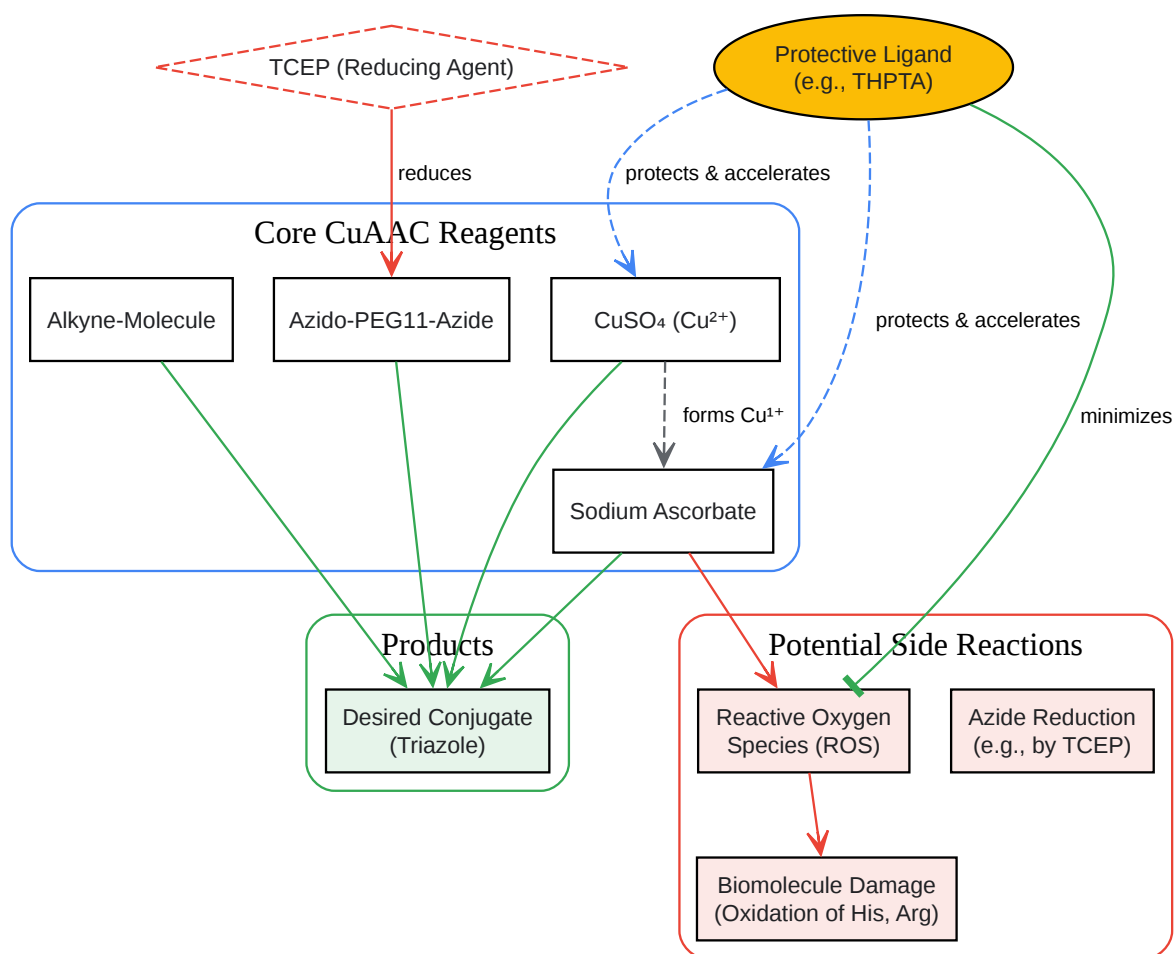 TCEP (Reducing Agent)
Protective Ligand
(e.g., THPTA)
reduces
protects & accelerates
Core CuAAC Reagents
Alkyne-Molecule
Azido-PEG11-Azide
CuSO₄ (Cu²⁺)
protects & accelerates
forms Cu¹⁺
minimizes
Sodium Ascorbate
Products
Potential Side Reactions
Desired Conjugate
(Triazole)
Reactive Oxygen
Species (ROS)
Azide Reduction
(e.g., by TCEP)
Biomolecule Damage
(Oxidation of His, Arg)